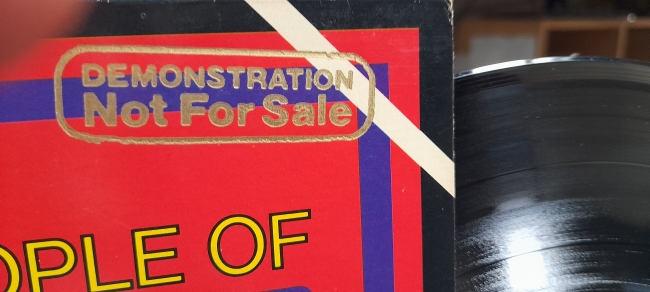 DEMONSTRATION
Not For Sale
OPLE OF